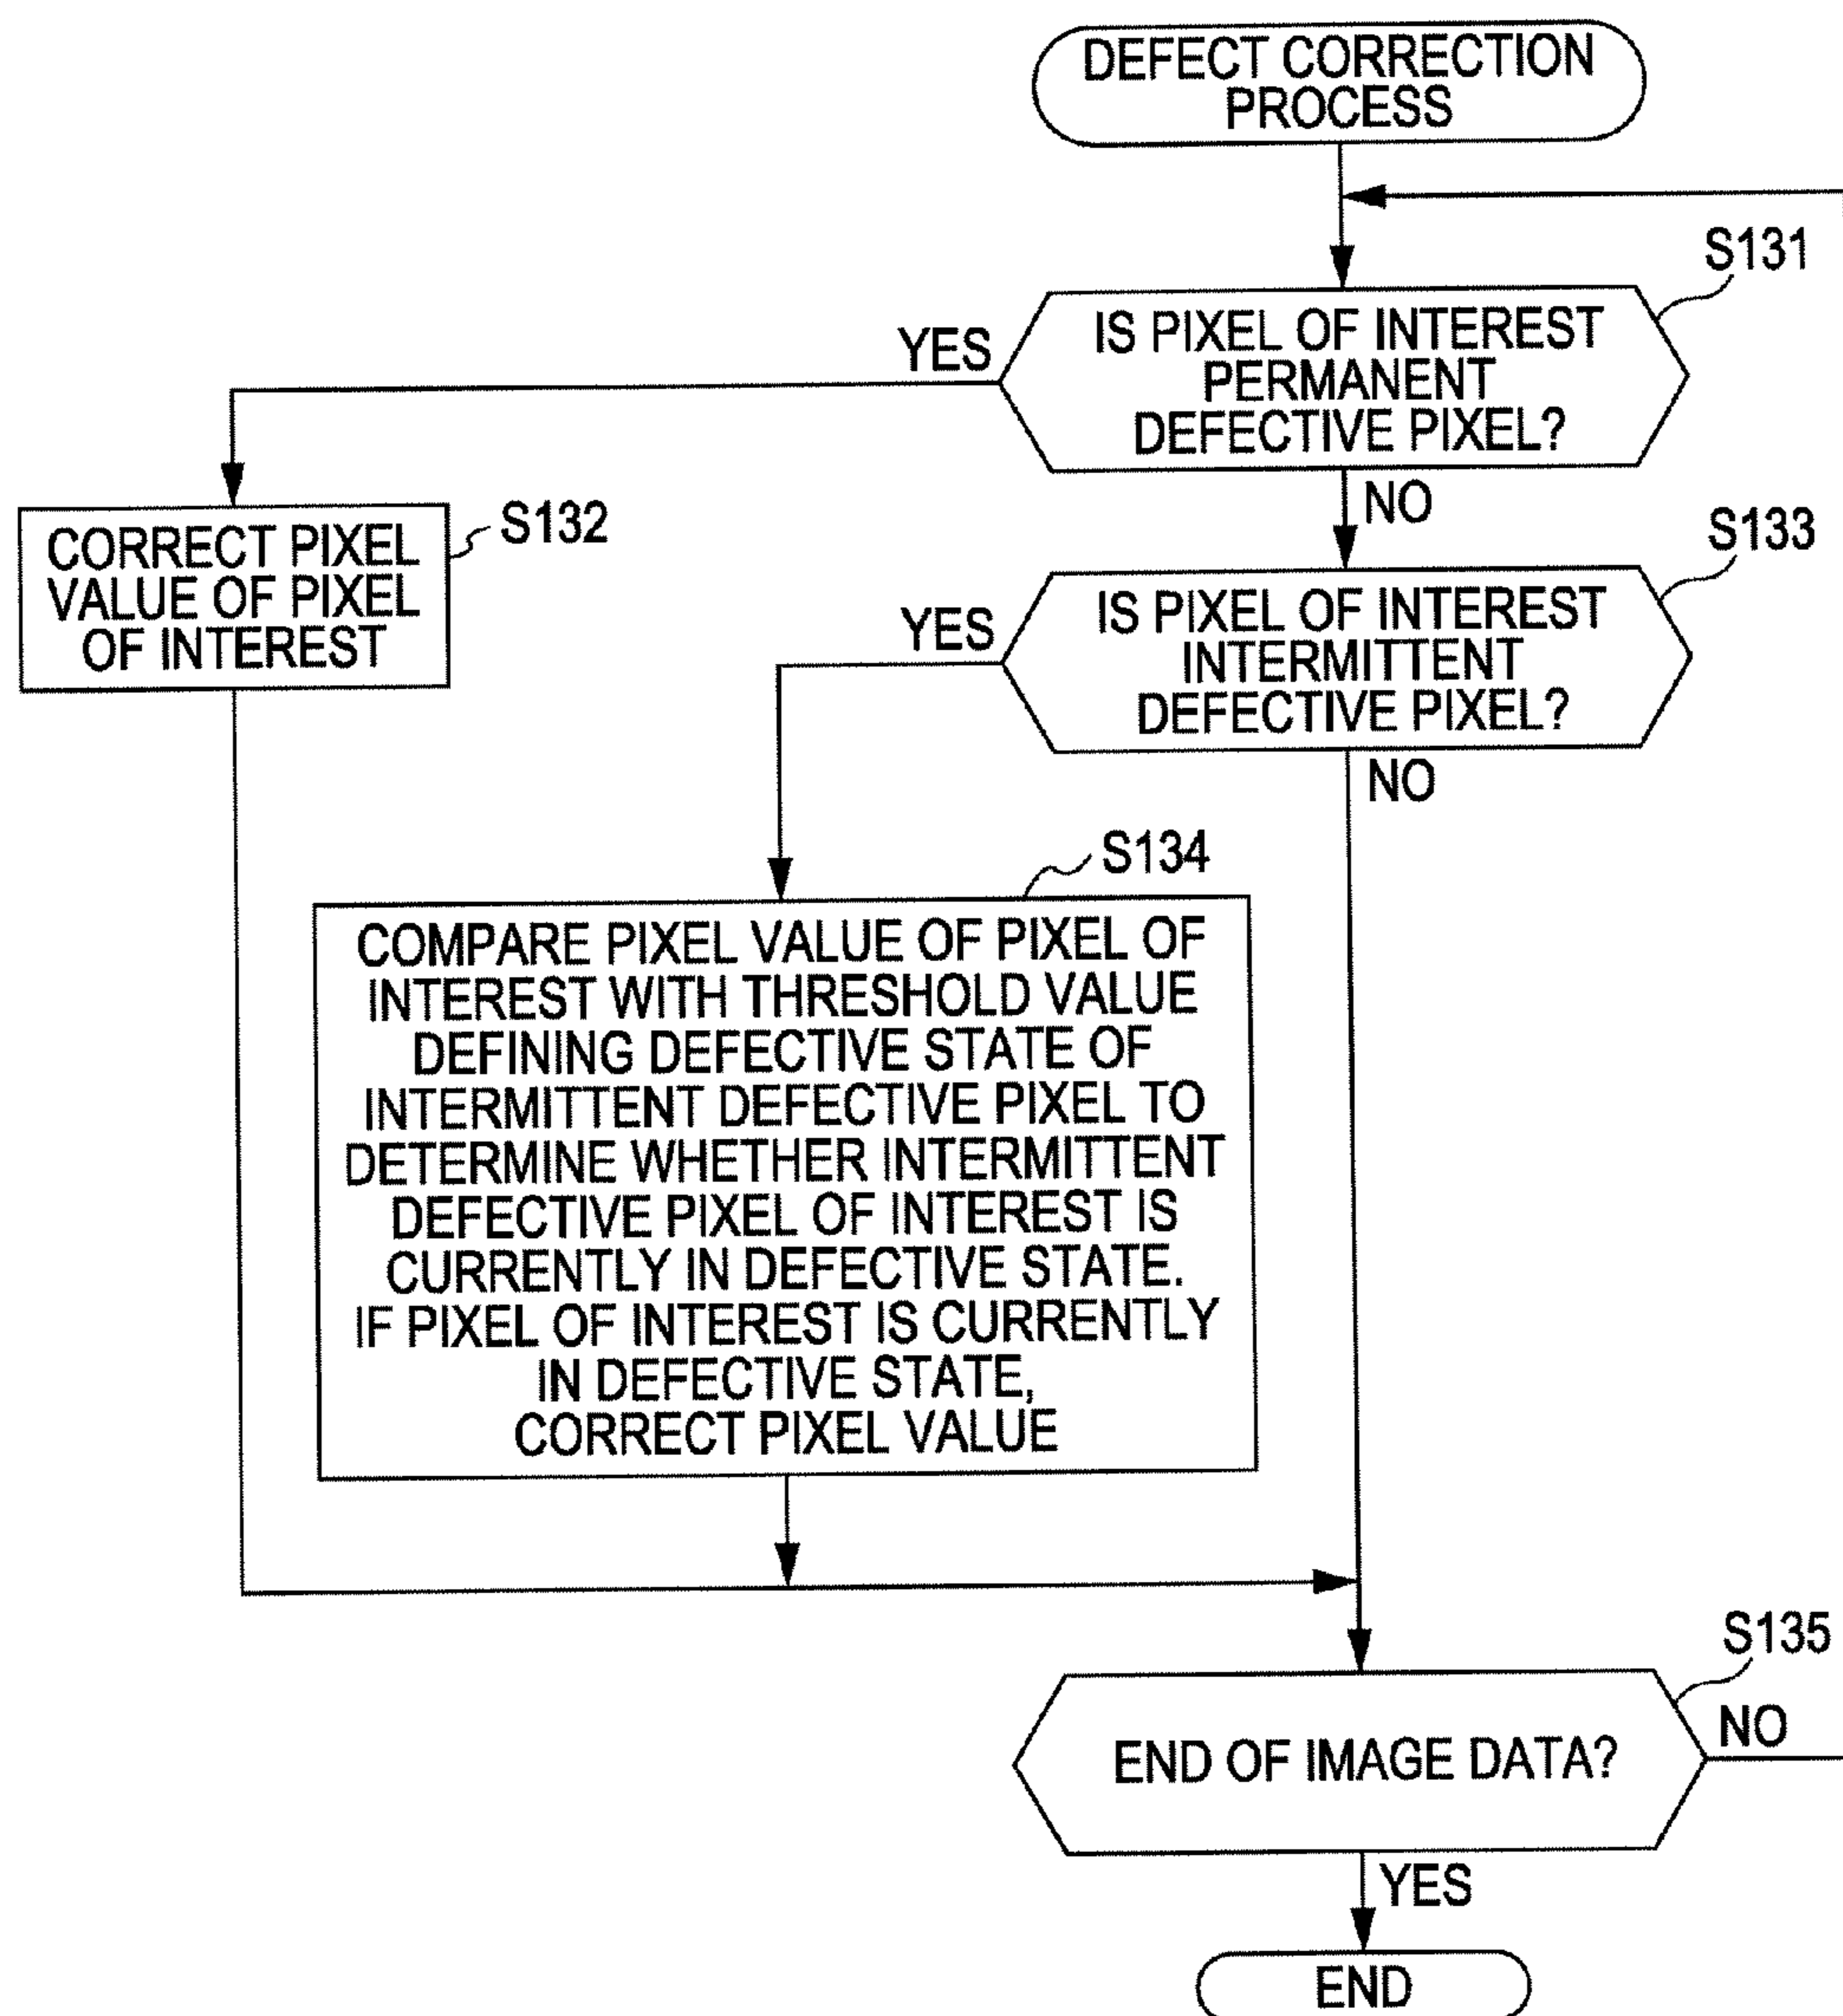 DEFECT CORRECTION
PROCESS
S131
IS PIXEL OF INTEREST
PERMANENT
DEFECTIVE PIXEL?
YES
NO
CORRECT PIXEL
VALUE OF PIXEL
OF INTEREST
S132
S133
IS PIXEL OF INTEREST
INTERMITTENT
DEFECTIVE PIXEL?
YES
NO
S134
COMPARE PIXEL VALUE OF PIXEL OF
INTEREST WITH THRESHOLD VALUE
DEFINING DEFECTIVE STATE OF
INTERMITTENT DEFECTIVE PIXEL TO
DETERMINE WHETHER INTERMITTENT
DEFECTIVE PIXEL OF INTEREST IS
CURRENTLY IN DEFECTIVE STATE.
IF PIXEL OF INTEREST IS CURRENTLY
IN DEFECTIVE STATE,
CORRECT PIXEL VALUE
S135
END OF IMAGE DATA?
NO
YES
END